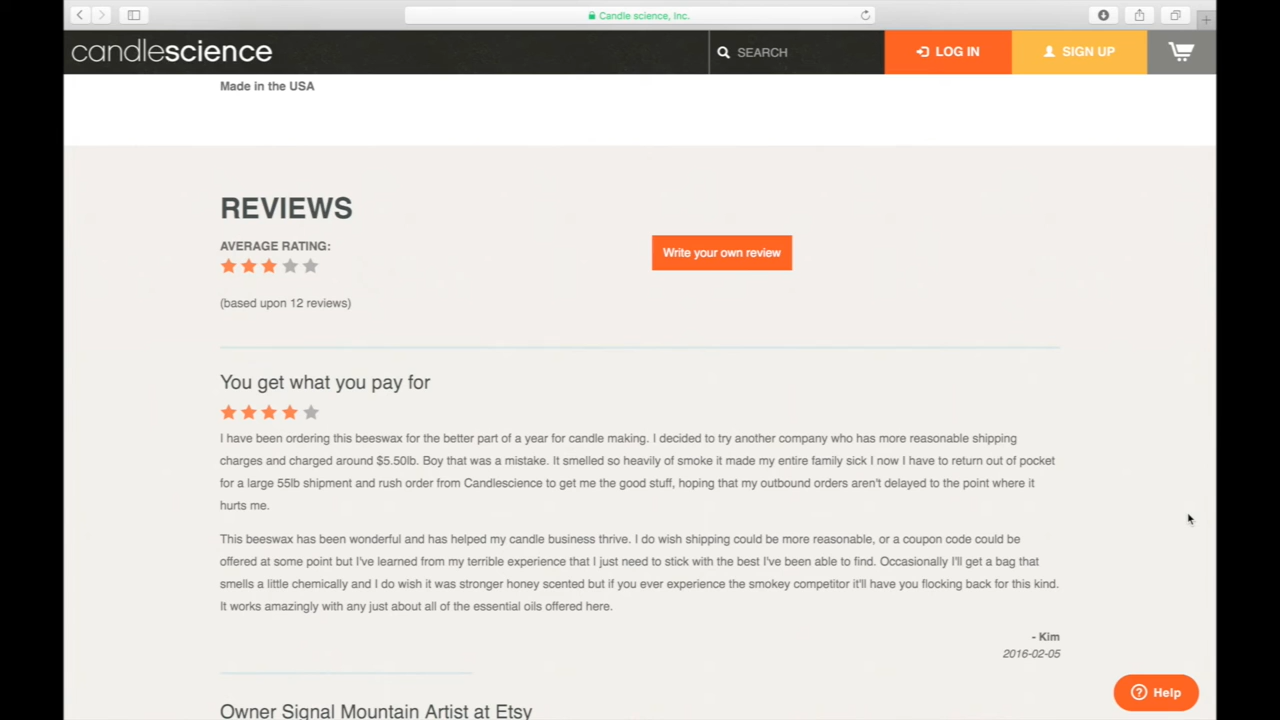 Candle science, Inc.
candlescience
SEARCH
LOG IN
SIGN UP
Made in the USA
REVIEWS
AVERAGE RATING:
Write your own review
(based upon 12 reviews)
You get what you pay for
I have been ordering this beeswax for the better part of a year for candle making. I decided to try another company who has more reasonable shipping
charges and charged around $5.50lb. Boy that was a mistake. It smelled so heavily of smoke it made my entire family sick I now I have to return out of pocket
for a large 55lb shipment and rush order from Candlescience to get me the good stuff, hoping that my outbound orders aren't delayed to the point where it
hurts me.
This beeswax has been wonderful and has helped my candle business thrive. I do wish shipping could be more reasonable, or a coupon code could be
offered at some point but I've learned from my terrible experience that I just need to stick with the best I've been able to find. Occasionally I'll get a bag that
smells a little chemically and I do wish it was stronger honey scented but if you ever experience the smokey competitor it'll have you flocking back for this kind.
It works amazingly with any just about all of the essential oils offered here.
- Kim
2016-02-05
Help
Owner Signal Mountain Artist at Etsy